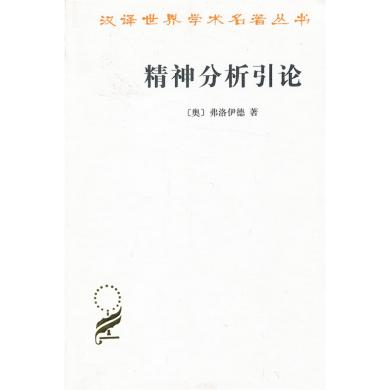 汉译世界学术名著丛书
精神分析引论
〔奥〕弗洛伊德 著